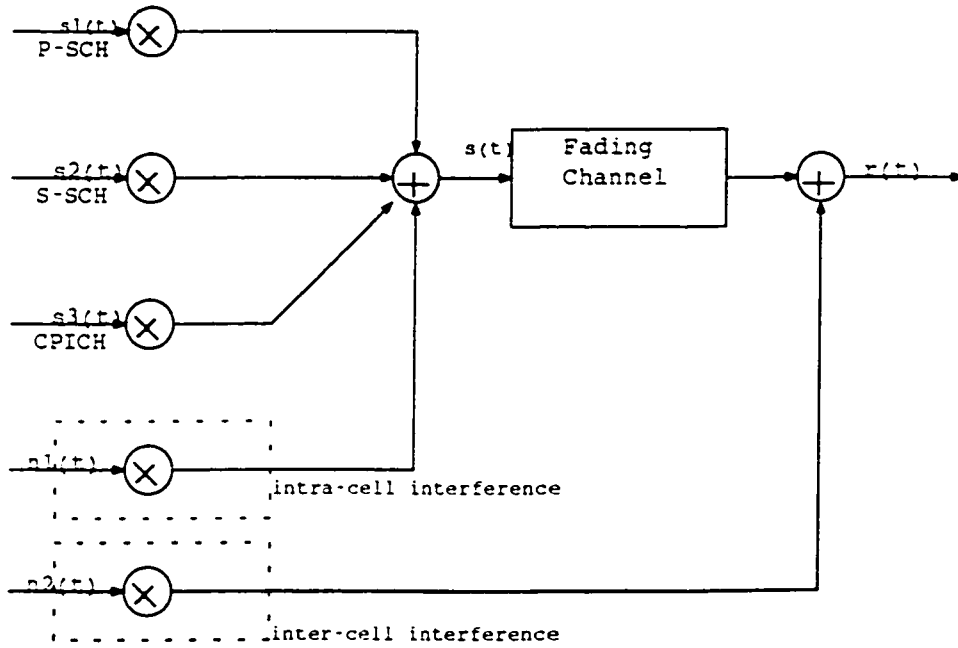 s1(t)
P-SCH
s2(t)
S-SCH
s3(t)
CPICH
s(t)
Fading
Channel
r(t)
n1(t)
intra-cell interference
n2(t)
inter-cell interference